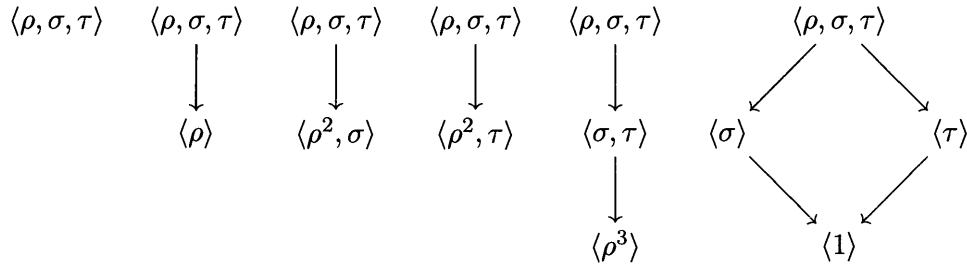 ⟨ρ, σ, τ⟩ ⟨ρ, σ, τ⟩ ⟨ρ, σ, τ⟩ ⟨ρ, σ, τ⟩ ⟨ρ, σ, τ⟩ ⟨ρ, σ, τ⟩
⟨ρ⟩ ⟨ρ², σ⟩ ⟨ρ², τ⟩ ⟨σ, τ⟩ ⟨σ⟩ ⟨τ⟩
⟨ρ³⟩ ⟨1⟩